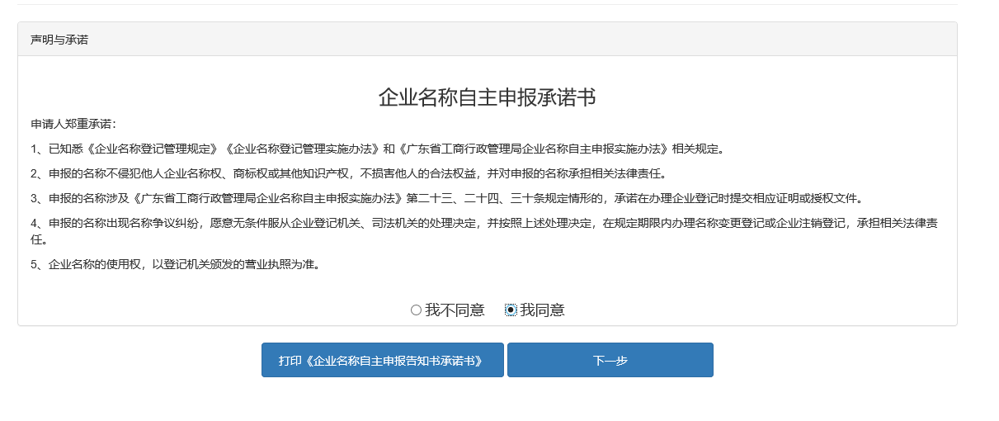 声明与承诺
企业名称自主申报承诺书
申请人郑重承诺：
1、已知悉《企业名称登记管理规定》《企业名称登记管理实施办法》和《广东省工商行政管理局企业名称自主申报实施办法》相关规定。
2、申报的名称不侵犯他人企业名称权、商标权或其他知识产权，不损害他人的合法权益，并对申报的名称承担相关法律责任。
3、申报的名称涉及《广东省工商行政管理局企业名称自主申报实施办法》第二十三、二十四、三十条规定情形的，承诺在办理企业登记时提交相应证明或授权文件。
4、申报的名称出现名称争议纠纷，愿意无条件服从企业登记机关、司法机关的处理决定，并按照上述处理决定，在规定期限内办理名称变更登记或企业注销登记，承担相关法律责
任。
5、企业名称的使用权，以登记机关颁发的营业执照为准。
我不同意 我同意
打印《企业名称自主申报告知书承诺书》 下一步